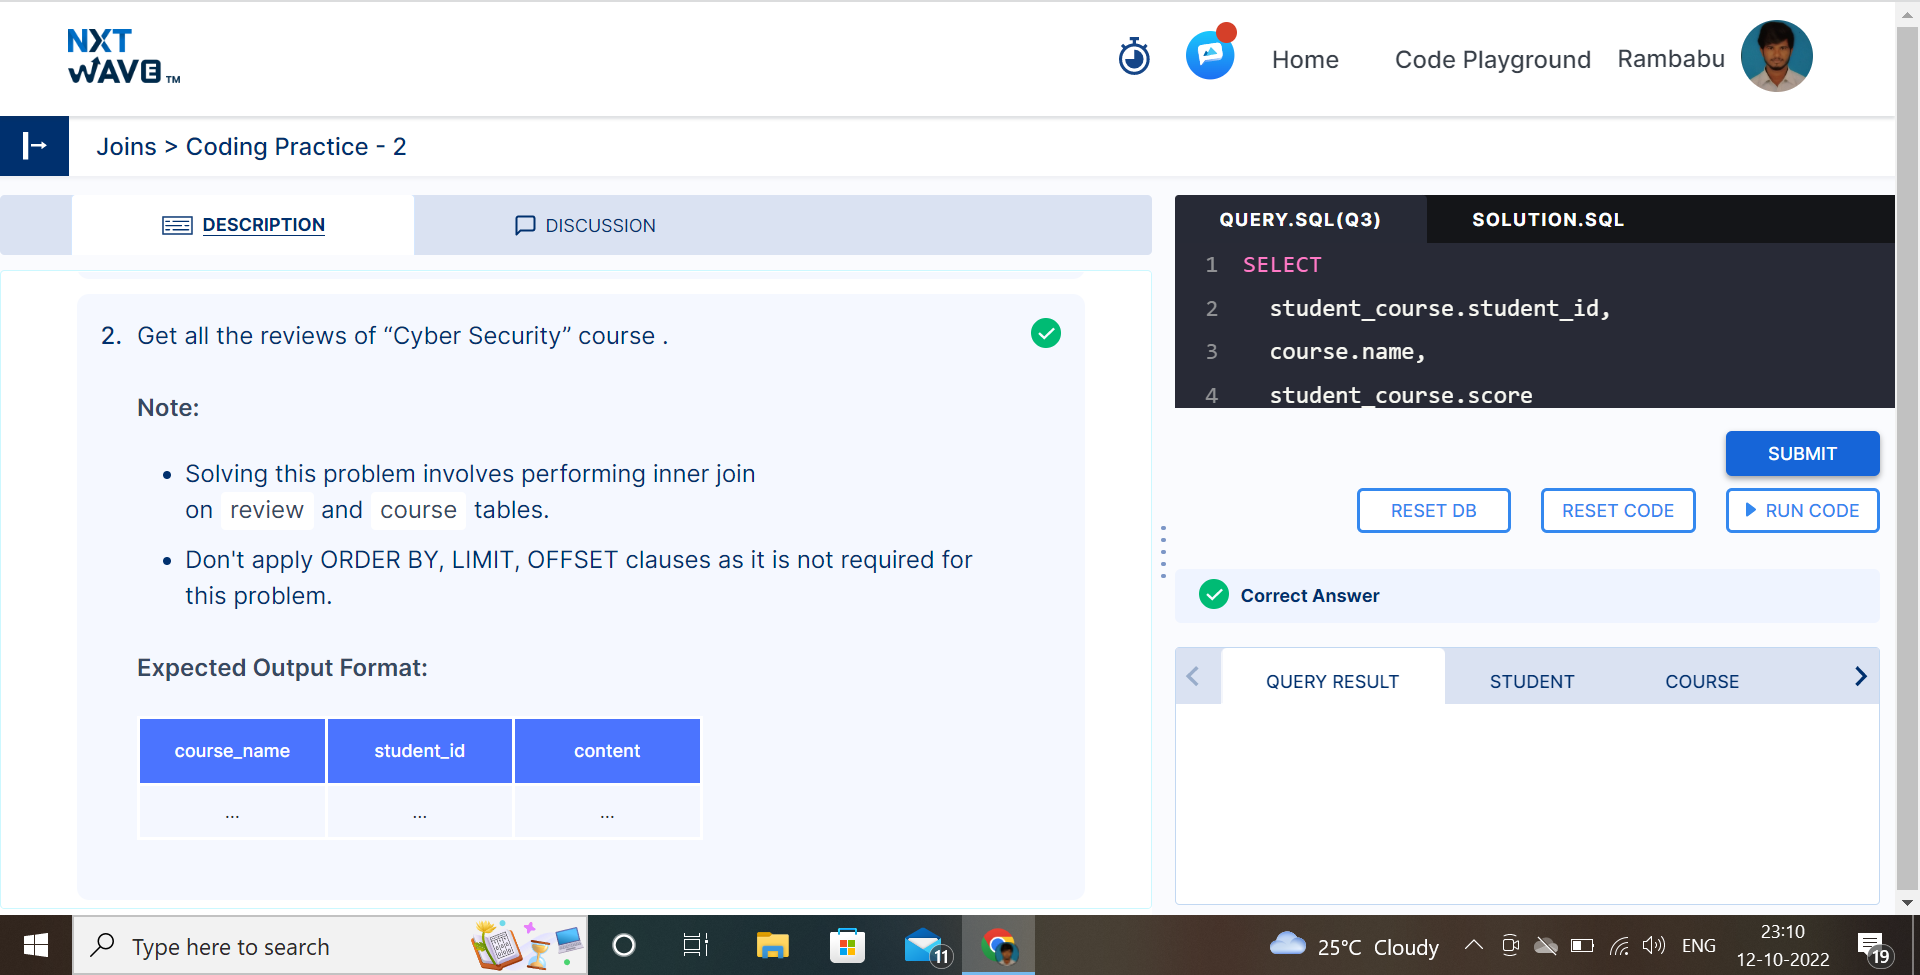 NXT
WAVE TM
Home
Code Playground
Rambabu
Joins > Coding Practice - 2
DESCRIPTION
DISCUSSION
2. Get all the reviews of “Cyber Security” course .
Note:
• Solving this problem involves performing inner join
on review and course tables.
• Don't apply ORDER BY, LIMIT, OFFSET clauses as it is not required for
this problem.
Expected Output Format:
course_name student_id content
... ... ...
QUERY.SQL(Q3) SOLUTION.SQL
1 SELECT
2 student_course.student_id,
3 course.name,
4 student_course.score
SUBMIT
RESET DB RESET CODE RUN CODE
Correct Answer
QUERY RESULT STUDENT COURSE
Type here to search
11
25°C Cloudy
ENG
23:10
12-10-2022
19